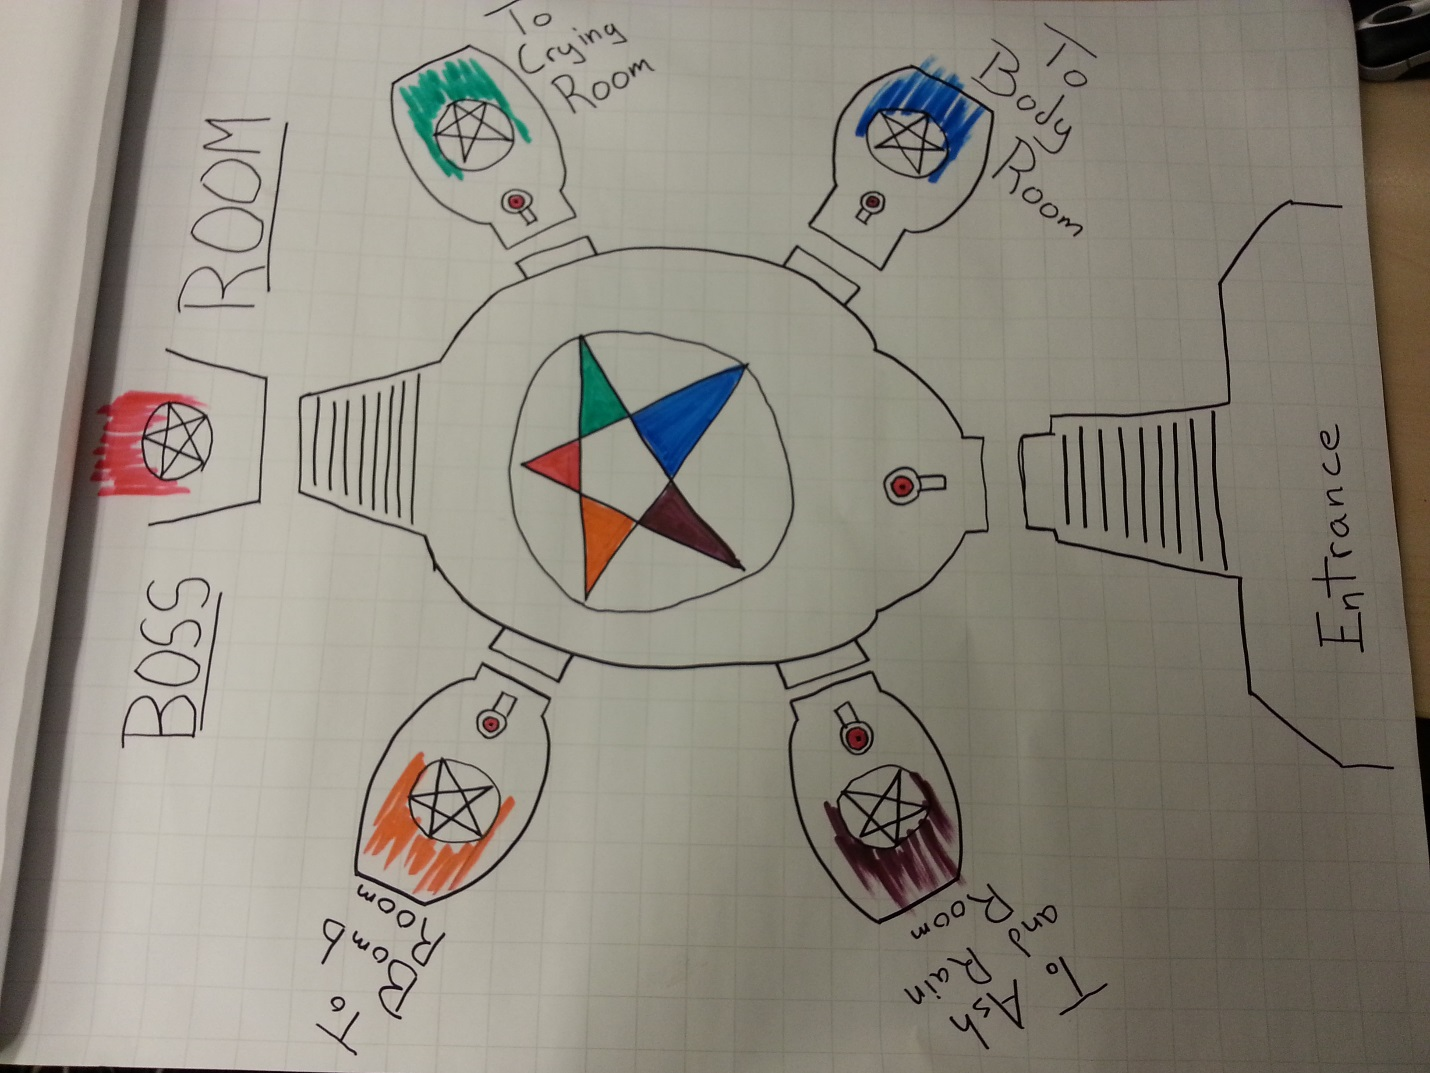 BOSS ROOM
To
Crying
Room
To
Body
Room
To
Bomb
Room
To
Ash
and Rain
Room
Entrance